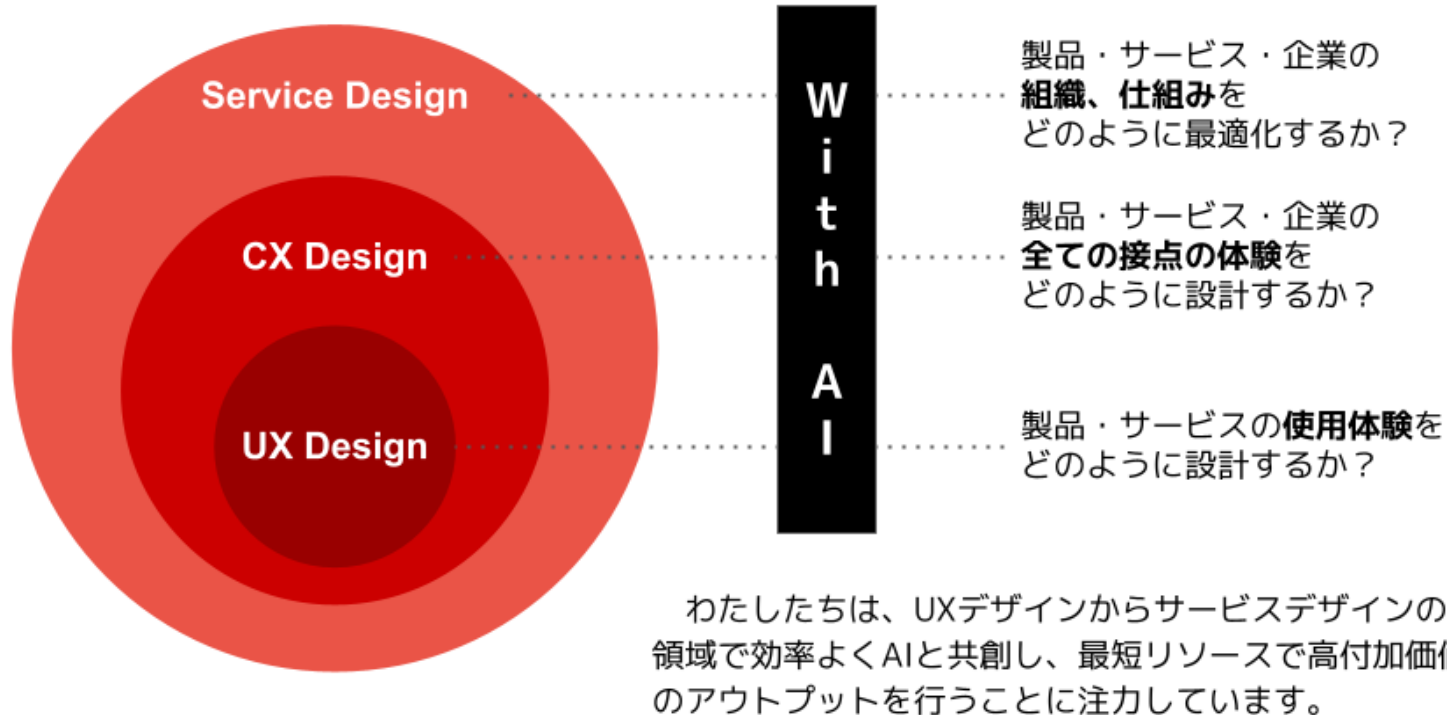 Service Design
製品・サービス・企業の
組織、仕組みを
どのように最適化するか？
CX Design
製品・サービス・企業の
全ての接点の体験を
どのように設計するか？
UX Design
製品・サービスの使用体験を
どのように設計するか？
With AI
わたしたちは、UXデザインからサービスデザインの
領域で効率よくAIと共創し、最短リソースで高付加価
のアウトプットを行うことに注力しています。